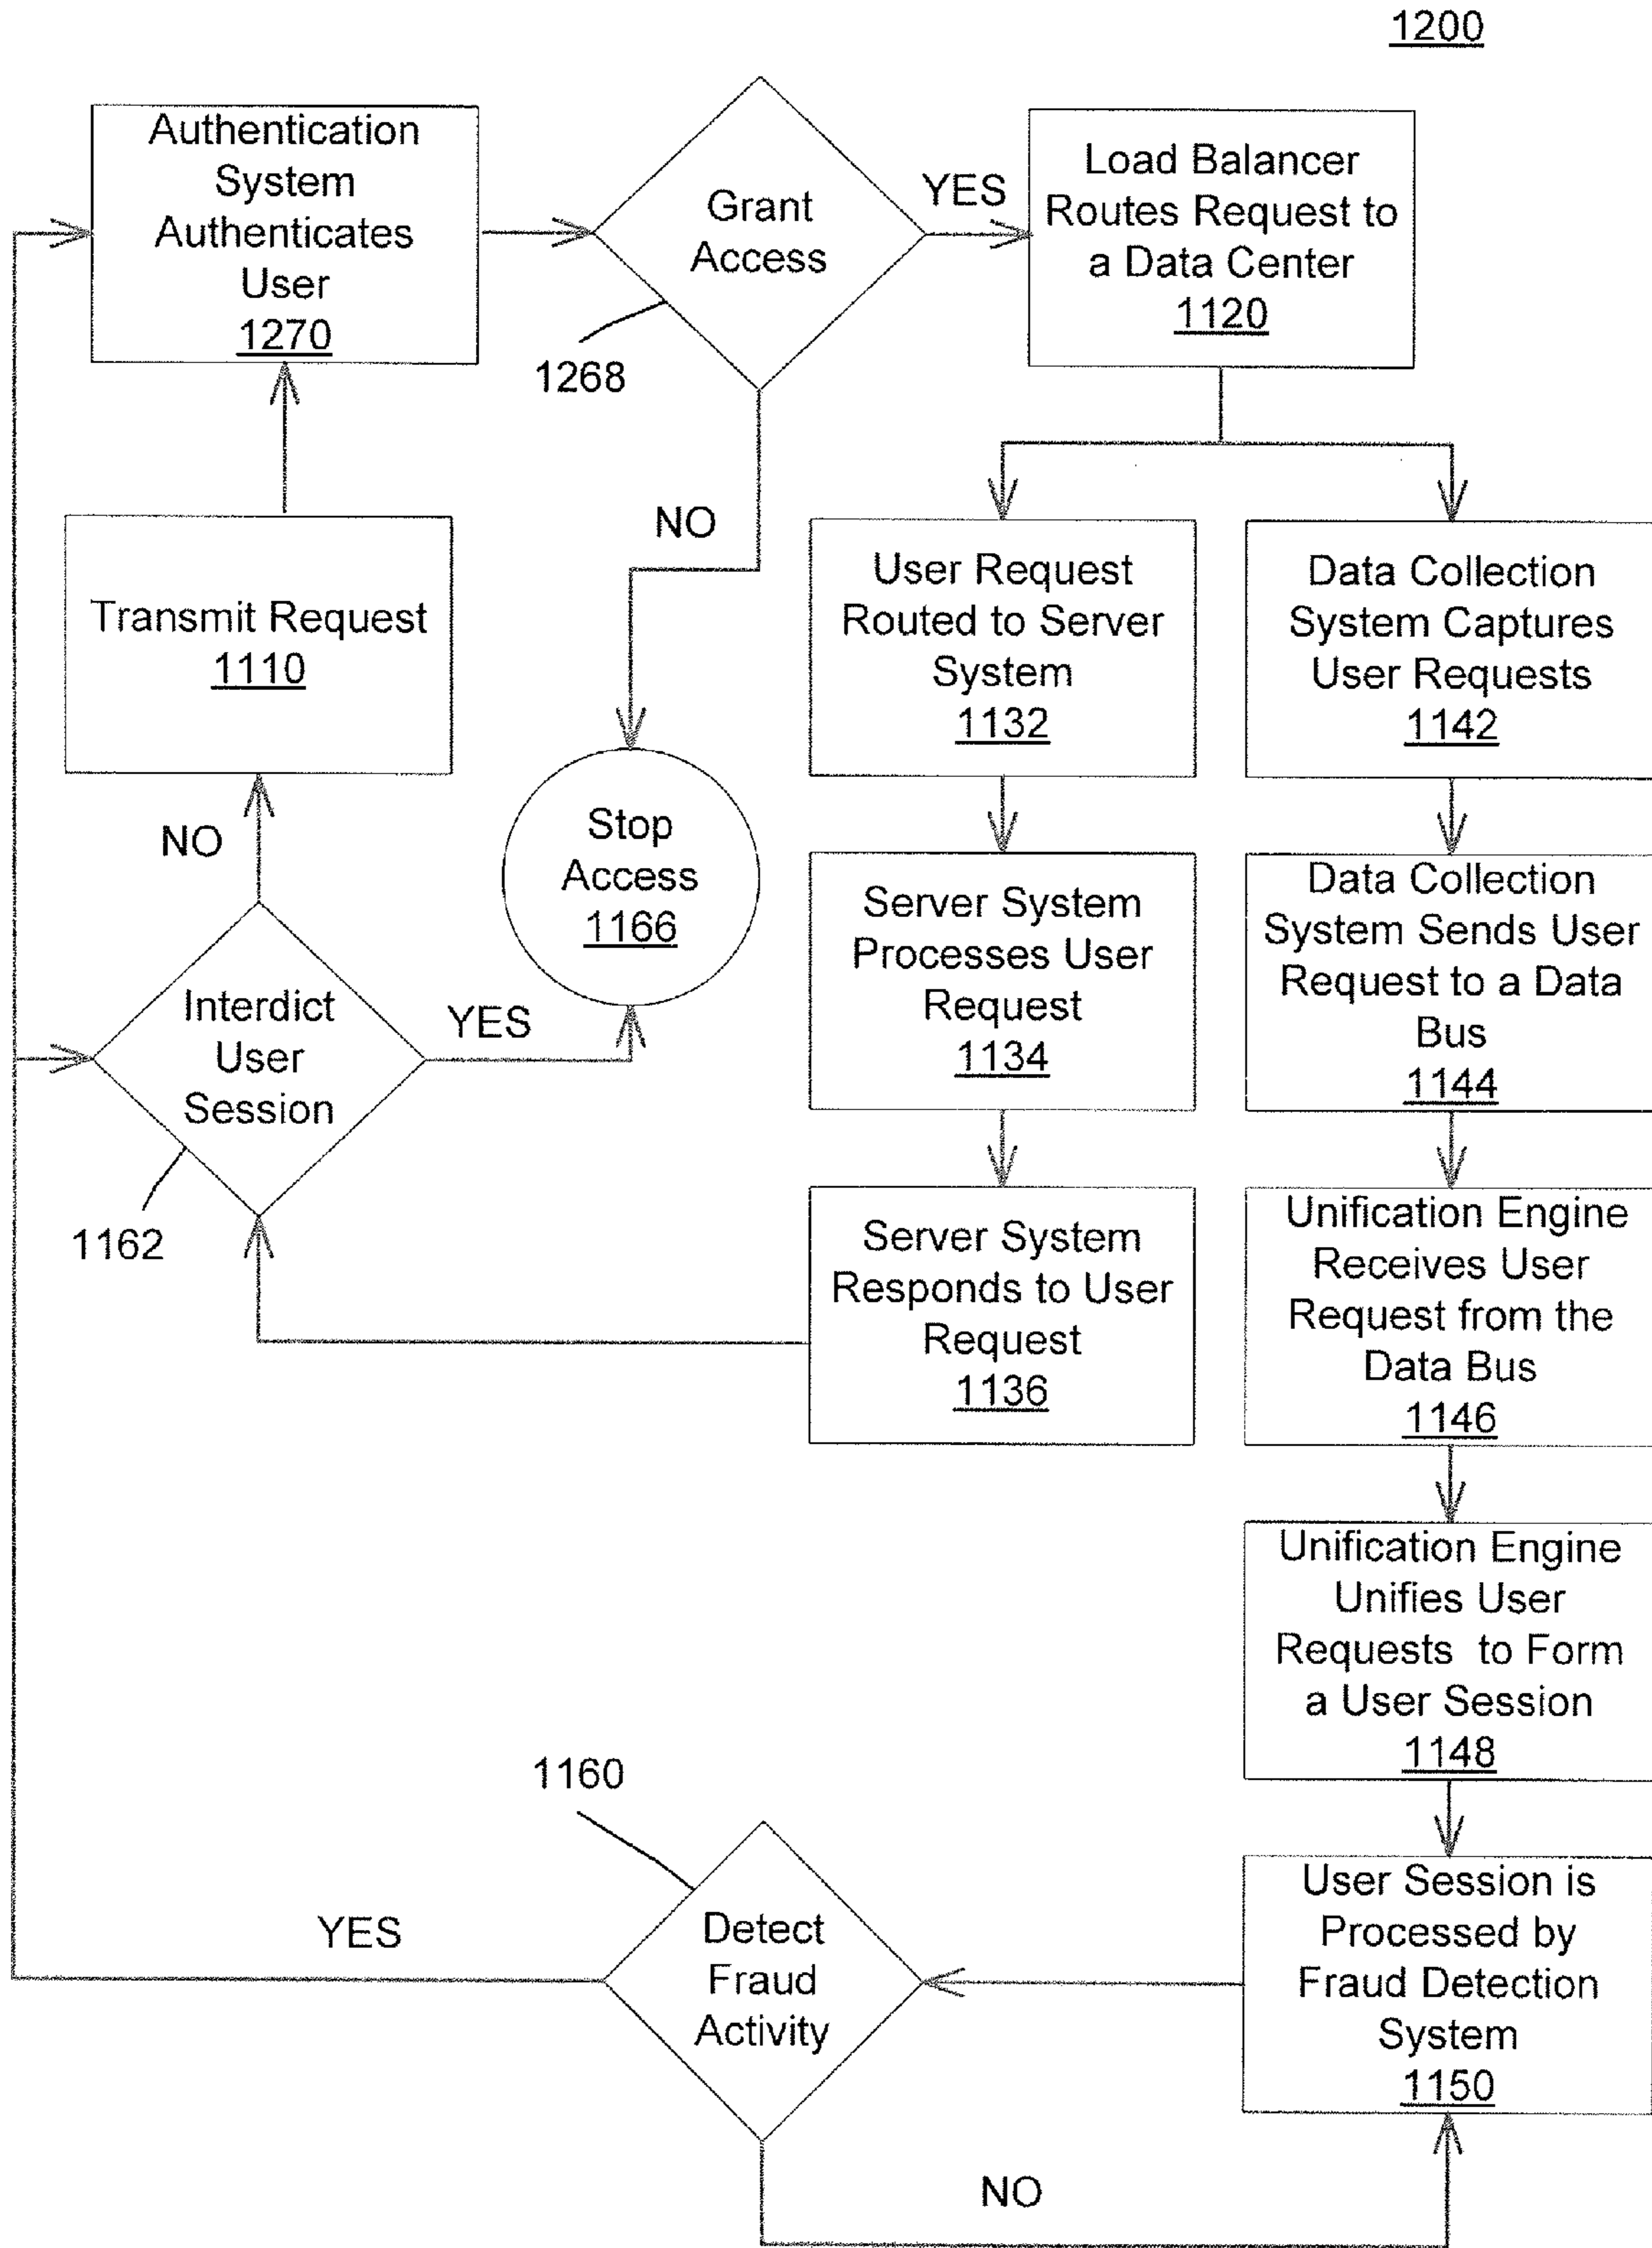 1200
Authentication
System
Authenticates
User
1270
Grant
Access
1268
YES
Load Balancer
Routes Request to
a Data Center
1120
NO
Transmit Request
1110
User Request
Routed to Server
System
1132
Data Collection
System Captures
User Requests
1142
NO
Stop
Access
1166
Server System
Processes User
Request
1134
Data Collection
System Sends User
Request to a Data
Bus
1144
Interdict
User
Session
YES
1162
Server System
Responds to User
Request
1136
Unification Engine
Receives User
Request from the
Data Bus
1146
Unification Engine
Unifies User
Requests to Form
a User Session
1148
1160
YES
Detect
Fraud
Activity
User Session is
Processed by
Fraud Detection
System
1150
NO